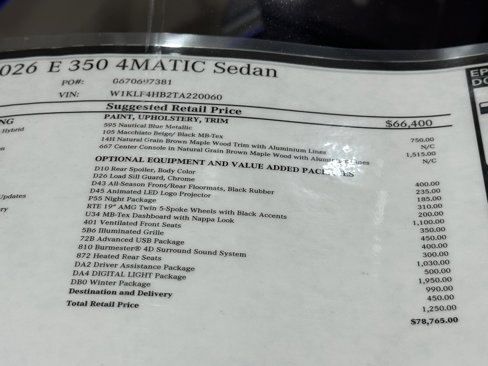 026 E 350 4MATIC Sedan
PO#: 0670697381
VIN: W1KLF4HB2TA220060
Suggested Retail Price $66,400
PAINT, UPHOLSTERY, TRIM
595 Nautical Blue Metallic 750.00
105 Macchiato Beige/ Black MB-Tex N/C
14H Natural Grain Brown Maple Wood Trim with Aluminium Lines 1,515.00
667 Center Console in Natural Grain Brown Maple Wood with Aluminium Lines N/C
OPTIONAL EQUIPMENT AND VALUE ADDED PACKAGES
D10 Rear Spoiler, Body Color 400.00
D26 Load Sill Guard, Chrome 235.00
D43 All-Season Front/Rear Floormats, Black Rubber 185.00
D45 Animated LED Logo Projector 310.00
P55 Night Package 200.00
RTE 19" AMG Twin 5-Spoke Wheels with Black Accents 1,100.00
U34 MB-Tex Dashboard with Nappa Look 350.00
401 Ventilated Front Seats 450.00
5B6 Illuminated Grille 400.00
72B Advanced USB Package 300.00
810 Burmester® 4D Surround Sound System 1,030.00
872 Heated Rear Seats 500.00
DA2 Driver Assistance Package 1,950.00
DA4 DIGITAL LIGHT Package 990.00
DB0 Winter Package 450.00
Destination and Delivery 1,250.00
Total Retail Price $78,765.00
NG
Hybrid
Updates
ry
EP
DO